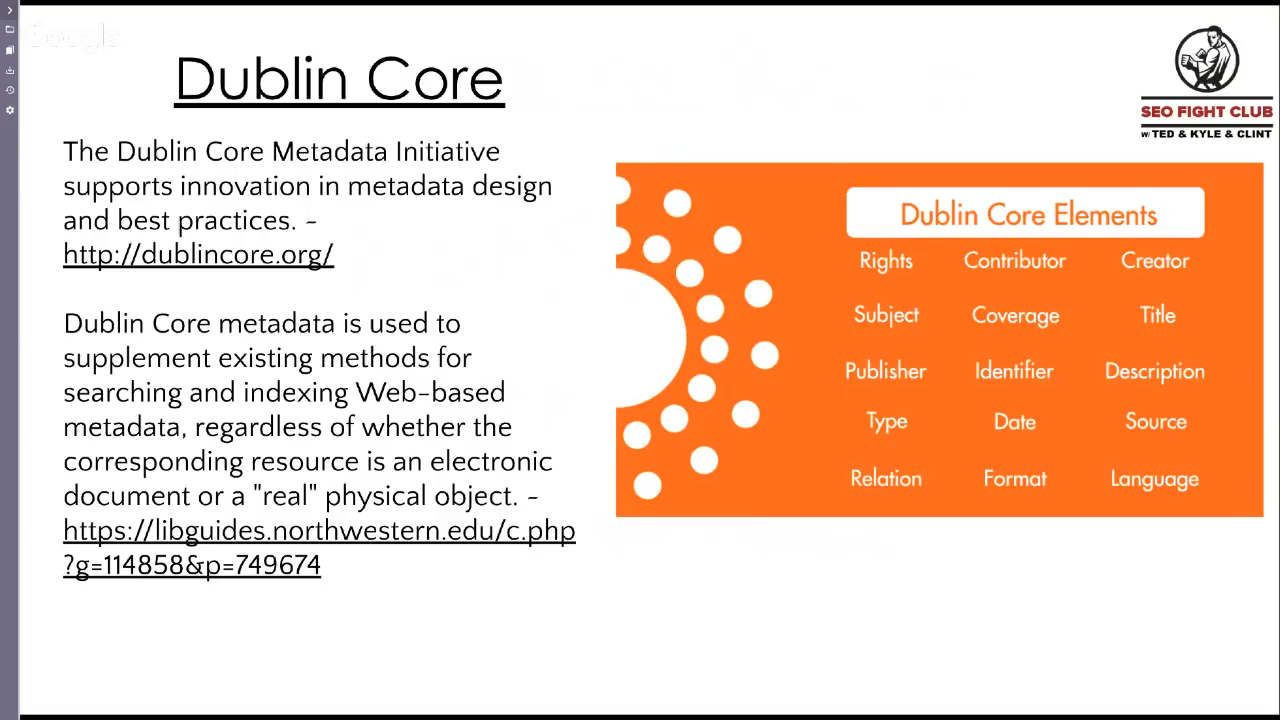 Google
Dublin Core
SEO FIGHT CLUB
W/ TED & KYLE & CLINT
The Dublin Core Metadata Initiative
supports innovation in metadata design
and best practices. ~
http://dublincore.org/
Dublin Core metadata is used to
supplement existing methods for
searching and indexing Web-based
metadata, regardless of whether the
corresponding resource is an electronic
document or a "real" physical object. ~
https://libguides.northwestern.edu/c.php
?g=114858&p=749674
Dublin Core Elements
Rights Contributor Creator
Subject Coverage Title
Publisher Identifier Description
Type Date Source
Relation Format Language